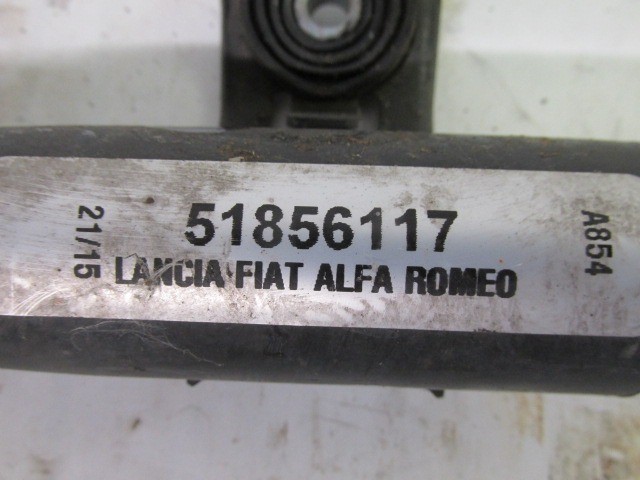 21/15
51856117
LANCIA FIAT ALFA ROMEO
A854